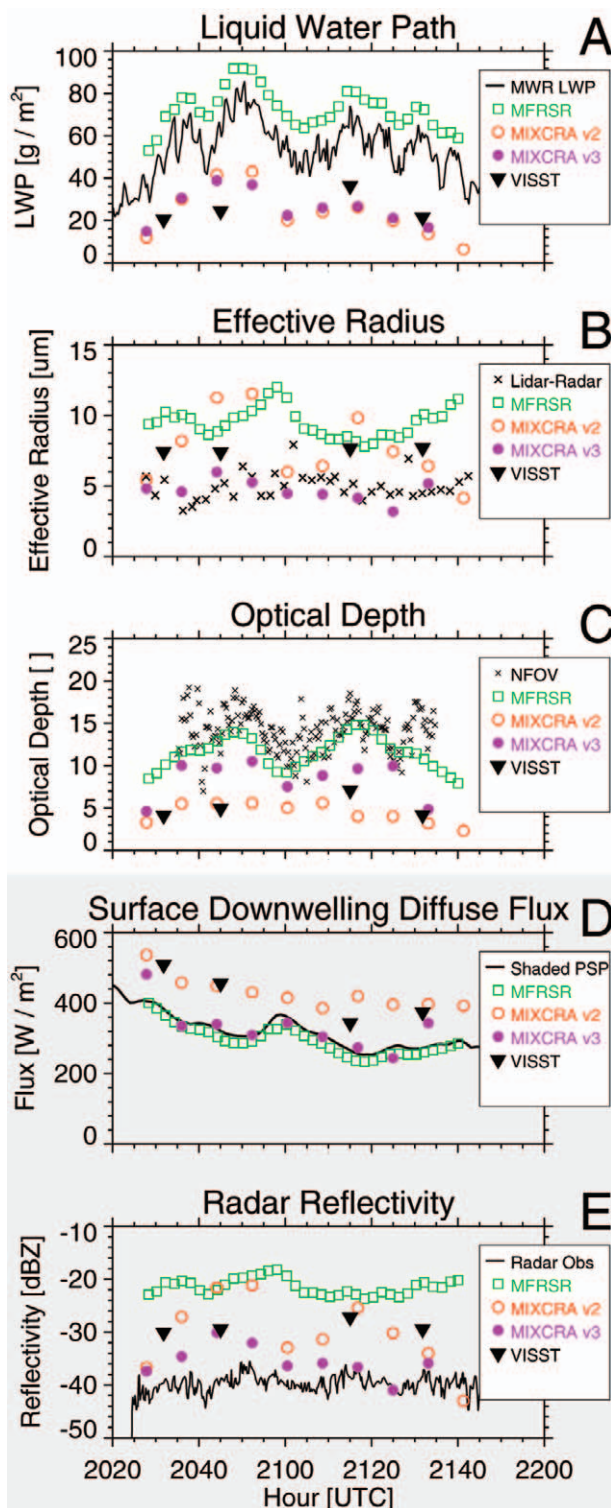 Liquid Water Path
A
LWP [g / m²]
100
80
60
40
20
0
MWR LWP
MFRSR
MIXCRA v2
MIXCRA v3
VISST
Effective Radius
B
Effective Radius [um]
15
10
5
0
Lidar-Radar
MFRSR
MIXCRA v2
MIXCRA v3
VISST
Optical Depth
C
Optical Depth [ ]
25
20
15
10
5
0
NFOV
MFRSR
MIXCRA v2
MIXCRA v3
VISST
Surface Downwelling Diffuse Flux
D
Flux [W / m²]
600
400
200
0
Shaded PSP
MFRSR
MIXCRA v2
MIXCRA v3
VISST
Radar Reflectivity
E
Reflectivity [dBZ]
-10
-20
-30
-40
-50
Radar Obs
MFRSR
MIXCRA v2
MIXCRA v3
VISST
2020 2040 2100 2120 2140 2200
Hour [UTC]